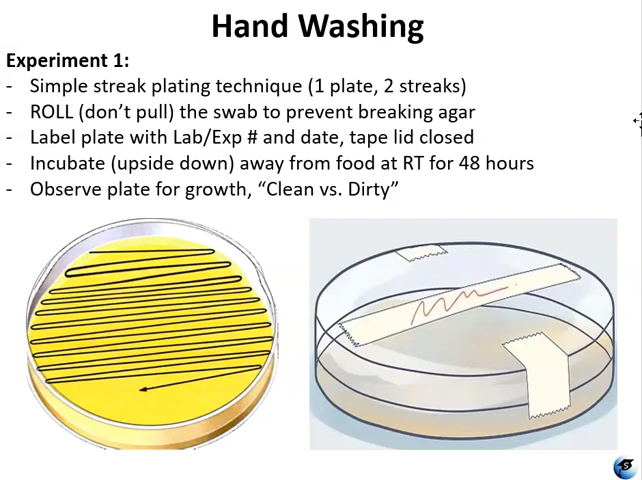 Hand Washing
Experiment 1:
- Simple streak plating technique (1 plate, 2 streaks)
- ROLL (don’t pull) the swab to prevent breaking agar
- Label plate with Lab/Exp # and date, tape lid closed
- Incubate (upside down) away from food at RT for 48 hours
- Observe plate for growth, “Clean vs. Dirty”